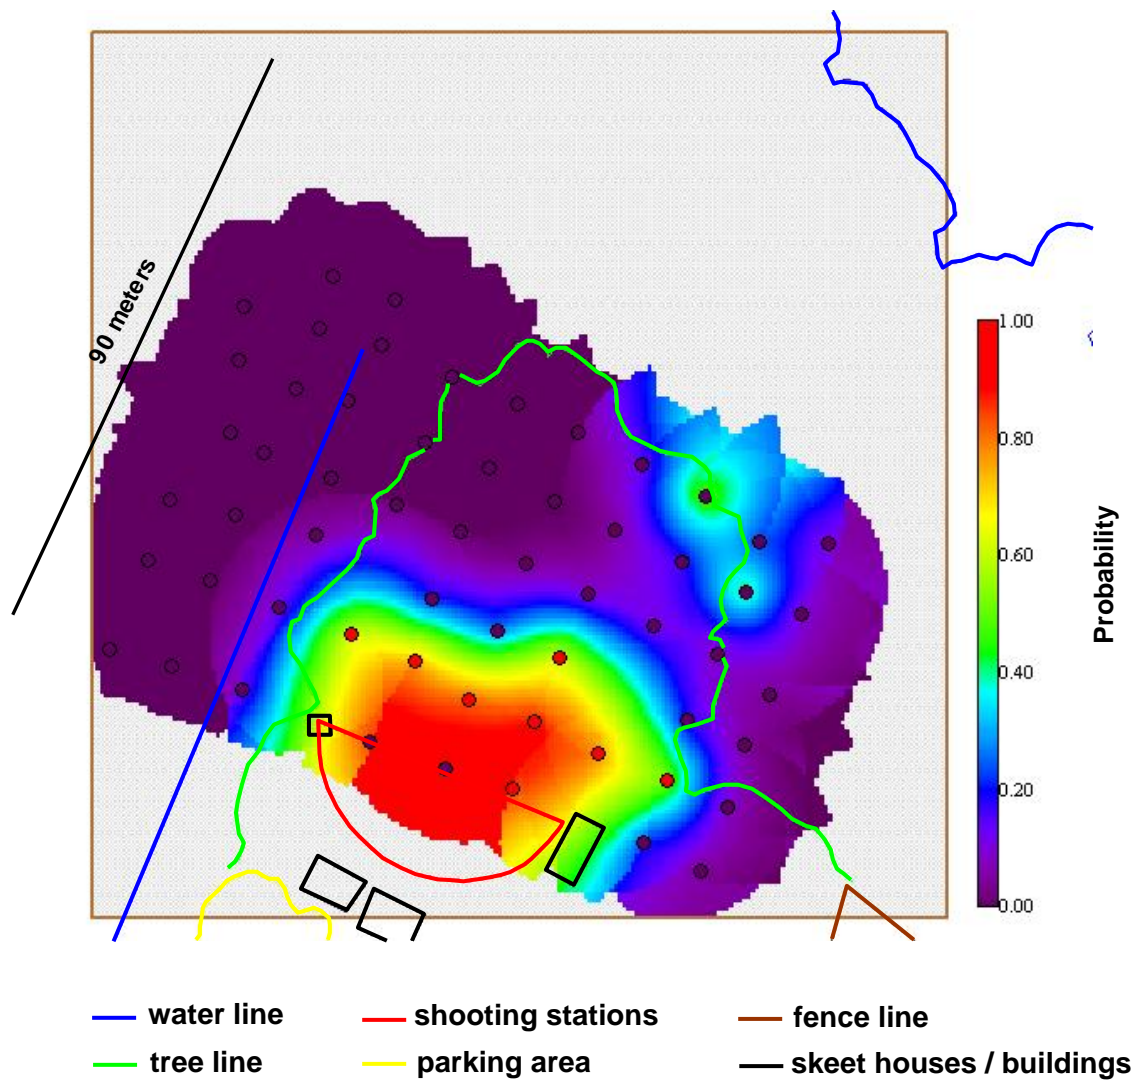 90 meters
1.00
0.80
0.60
0.40
0.20
0.00
Probability
water line
shooting stations
fence line
tree line
parking area
skeet houses / buildings